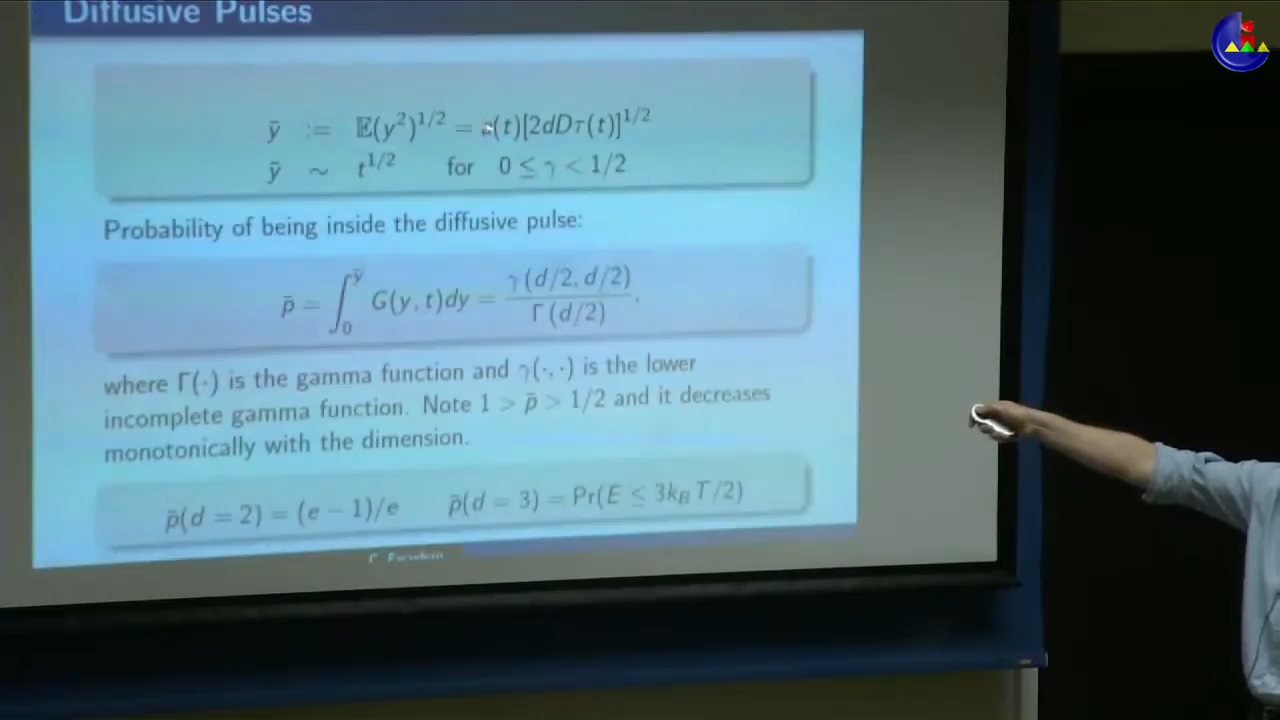 Diffusive Pulses
ȳ := 𝔼(y²)^{1/2} = a(t)[2dDτ(t)]^{1/2}
ȳ ∼ t^{1/2} for 0 ≤ γ < 1/2
Probability of being inside the diffusive pulse:
p̄ = ∫₀^ȳ G(y, t)dy = γ(d/2, d/2) / Γ(d/2).
where Γ(·) is the gamma function and γ(·, ·) is the lower
incomplete gamma function. Note 1 > p̄ > 1/2 and it decreases
monotonically with the dimension.
p̄(d = 2) = (e − 1)/e p̄(d = 3) = Pr(E ≤ 3k_B T/2)